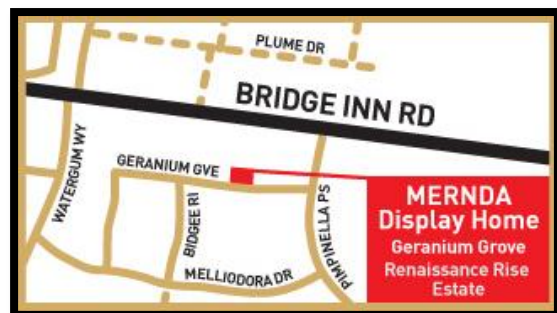 PLUME DR
BRIDGE INN RD
WATERGUM WY
GERANIUM GVE
BIDGEE RI
MELLIODORA DR
PIMPINELLA PS
MERNDA
Display Home
Geranium Grove
Renaissance Rise
Estate